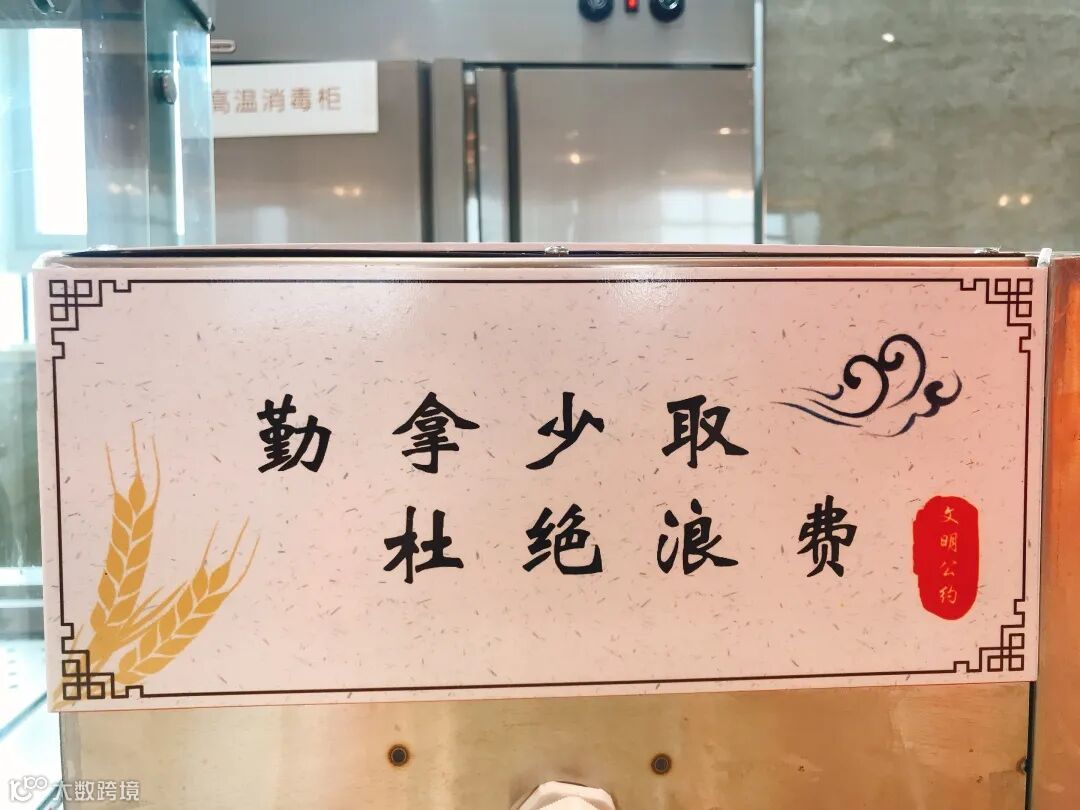 高温消毒柜
勤拿少取
杜绝浪费
文明公约
大数跨境